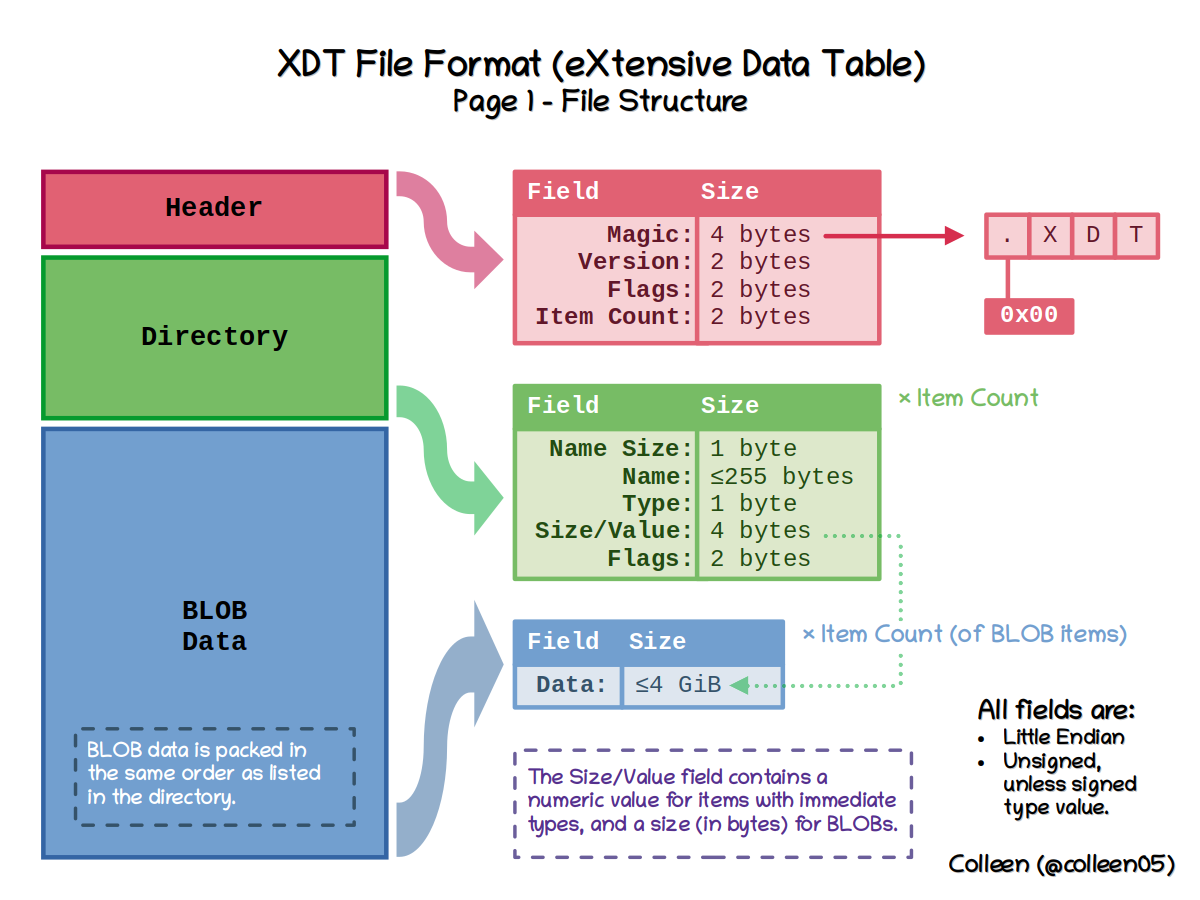 XDT File Format (eXtensive Data Table)
Page 1 - File Structure
Header
Directory
BLOB
Data
BLOB data is packed in
the same order as listed
in the directory.
Field Size
Magic: 4 bytes
Version: 2 bytes
Flags: 2 bytes
Item Count: 2 bytes
. X D T
0x00
× Item Count
Field Size
Name Size: 1 byte
Name: ≤255 bytes
Type: 1 byte
Size/Value: 4 bytes
Flags: 2 bytes
× Item Count (of BLOB items)
Field Size
Data: ≤4 GiB
The Size/Value field contains a
numeric value for items with immediate
types, and a size (in bytes) for BLOBs.
All fields are:
• Little Endian
• Unsigned,
unless signed
type value.
Colleen (@colleen05)